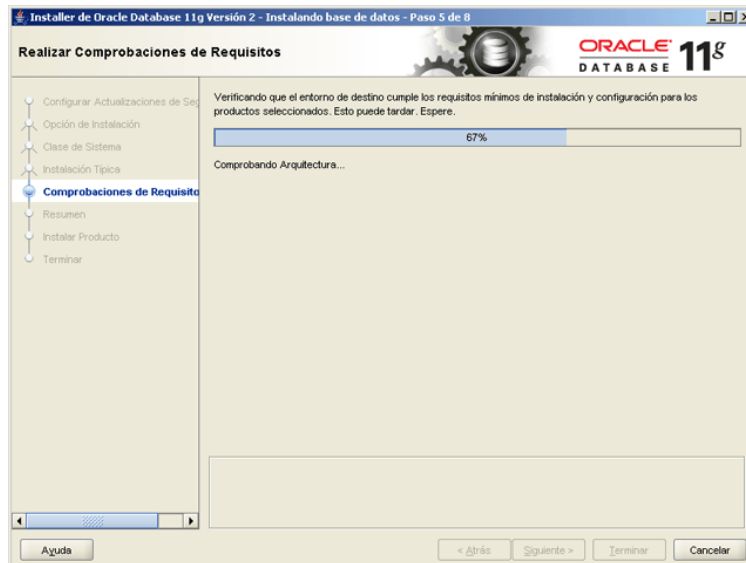 Installer de Oracle Database 11g Versión 2 - Instalando base de datos - Paso 5 de 8
Realizar Comprobaciones de Requisitos
ORACLE 11g
DATABASE
Configurar Actualizaciones de Seg
Opción de Instalación
Clase de Sistema
Instalación Típica
Comprobaciones de Requisito
Resumen
Instalar Producto
Terminar
Verificando que el entorno de destino cumple los requisitos mínimos de instalación y configuración para los
productos seleccionados. Esto puede tardar. Espere.
67%
Comprobando Arquitectura...
Ayuda
< Atrás
Siguiente >
Terminar
Cancelar